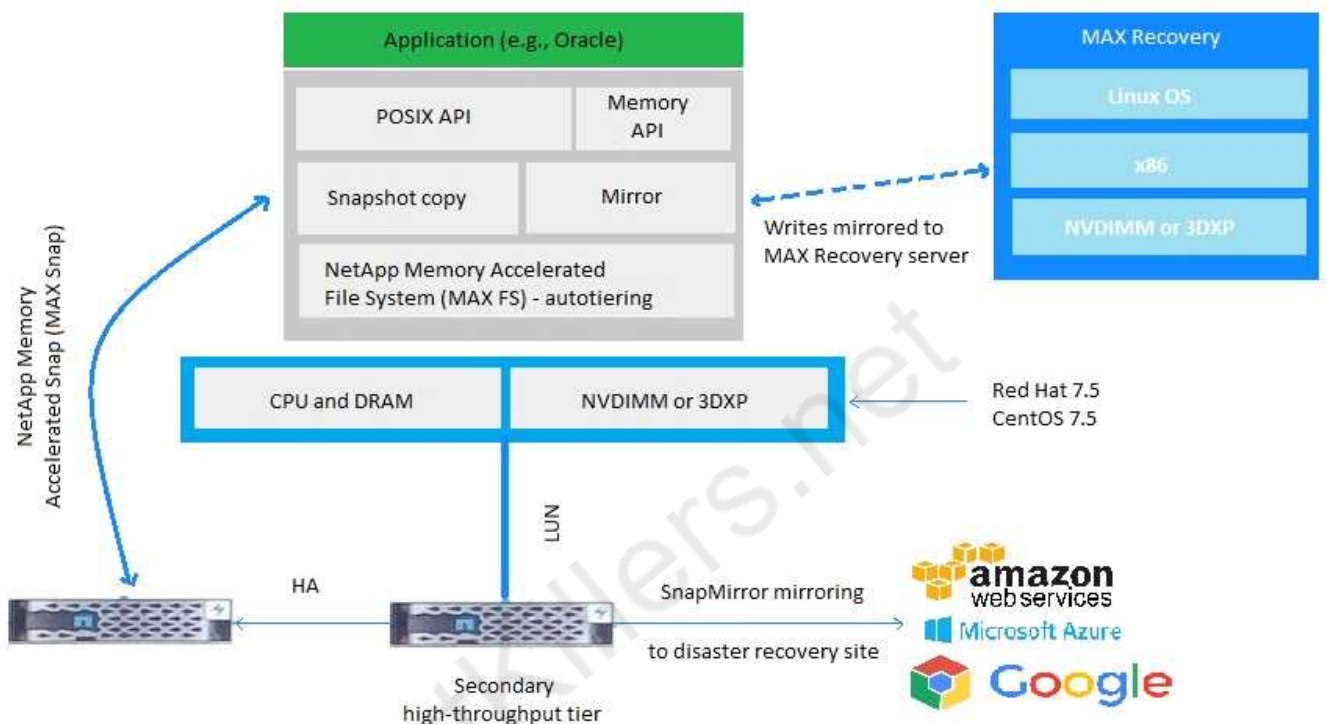 Application (e.g., Oracle)
POSIX API
Memory
API
Snapshot copy
Mirror
NetApp Memory Accelerated
File System (MAX FS) - autotiering
MAX Recovery
Linux OS
x86
NVDIMM or 3DXP
Writes mirrored to
MAX Recovery server
NetApp Memory
Accelerated Snap (MAX Snap)
CPU and DRAM
NVDIMM or 3DXP
Red Hat 7.5
CentOS 7.5
LUN
HA
SnapMirror mirroring
to disaster recovery site
Secondary
high-throughput tier
amazon
webservices
Microsoft Azure
Google
tKillers.net